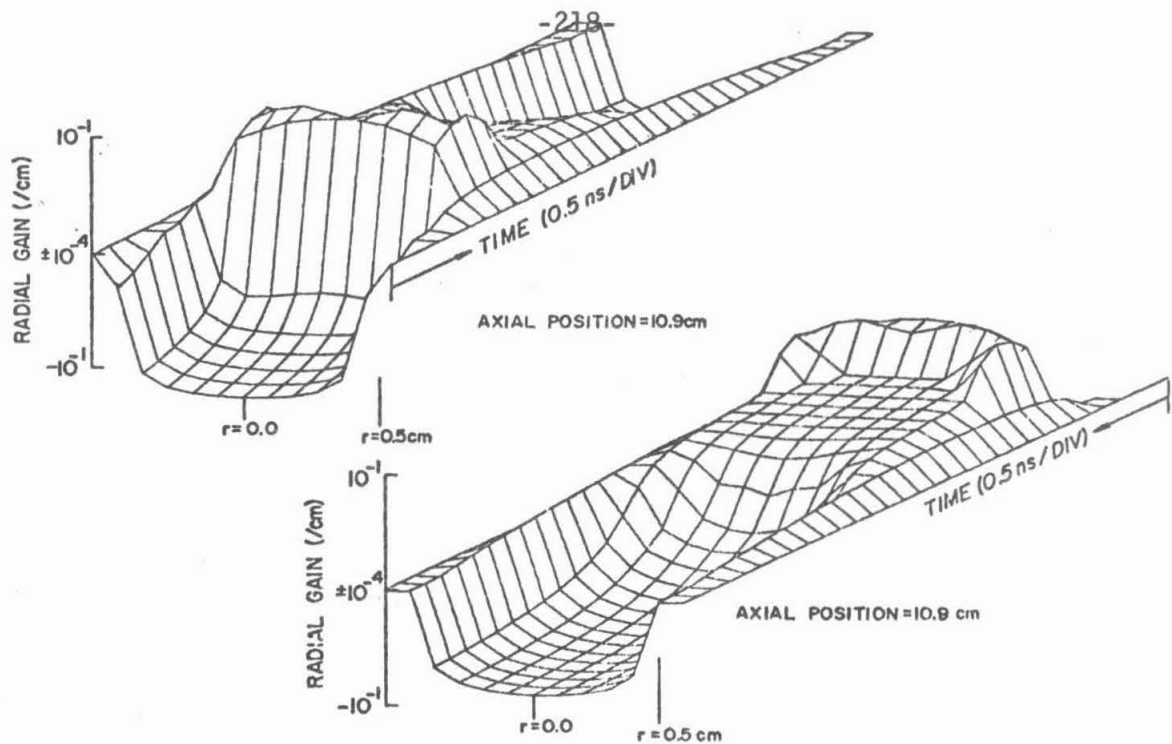 -218-
10⁻¹
RADIAL GAIN (/cm)
±10⁻⁴
-10⁻¹
r=0.0
r=0.5cm
TIME (0.5 ns/DIV)
AXIAL POSITION=10.9cm
10⁻¹
RADIAL GAIN (/cm)
±10⁻⁴
-10⁻¹
r=0.0
r=0.5cm
TIME (0.5 ns/DIV)
AXIAL POSITION=10.9 cm